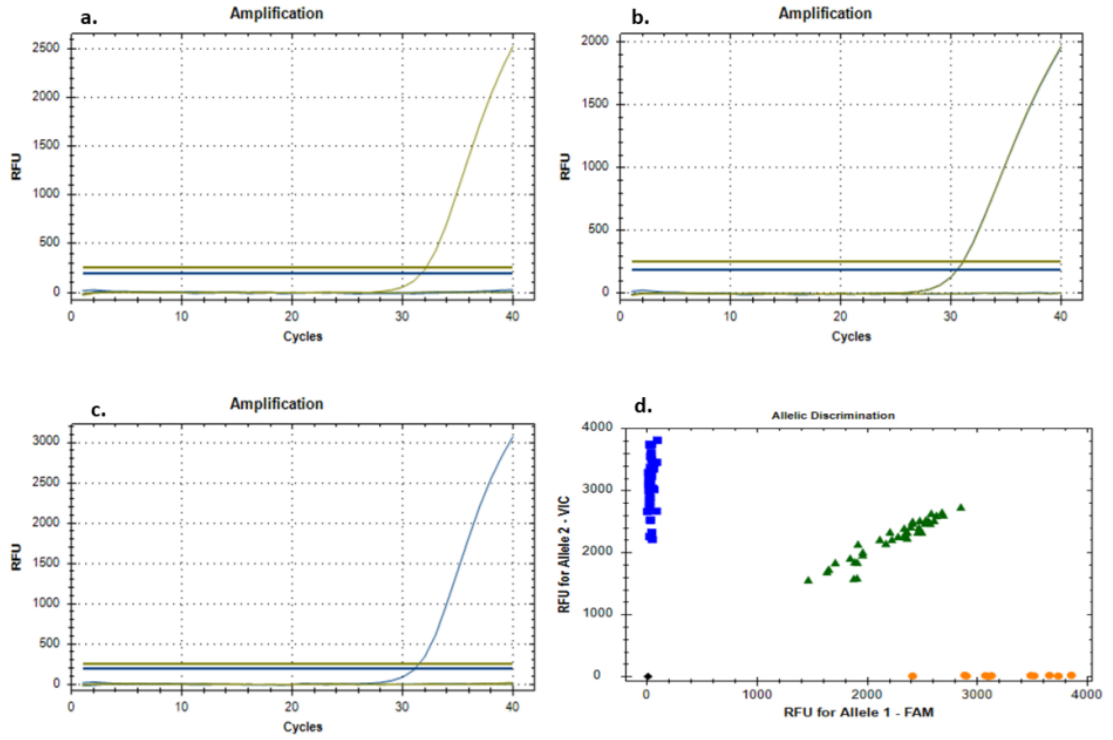 a.
Amplification
2500
2000
1500
1000
500
0
RFU
0 10 20 30 40
Cycles
b.
Amplification
2000
1500
1000
500
0
RFU
0 10 20 30 40
Cycles
c.
Amplification
3000
2500
2000
1500
1000
500
0
RFU
0 10 20 30 40
Cycles
d.
Allelic Discrimination
4000
3000
2000
1000
0
RFU for Allele 2 - VIC
0 1000 2000 3000 4000
RFU for Allele 1 - FAM